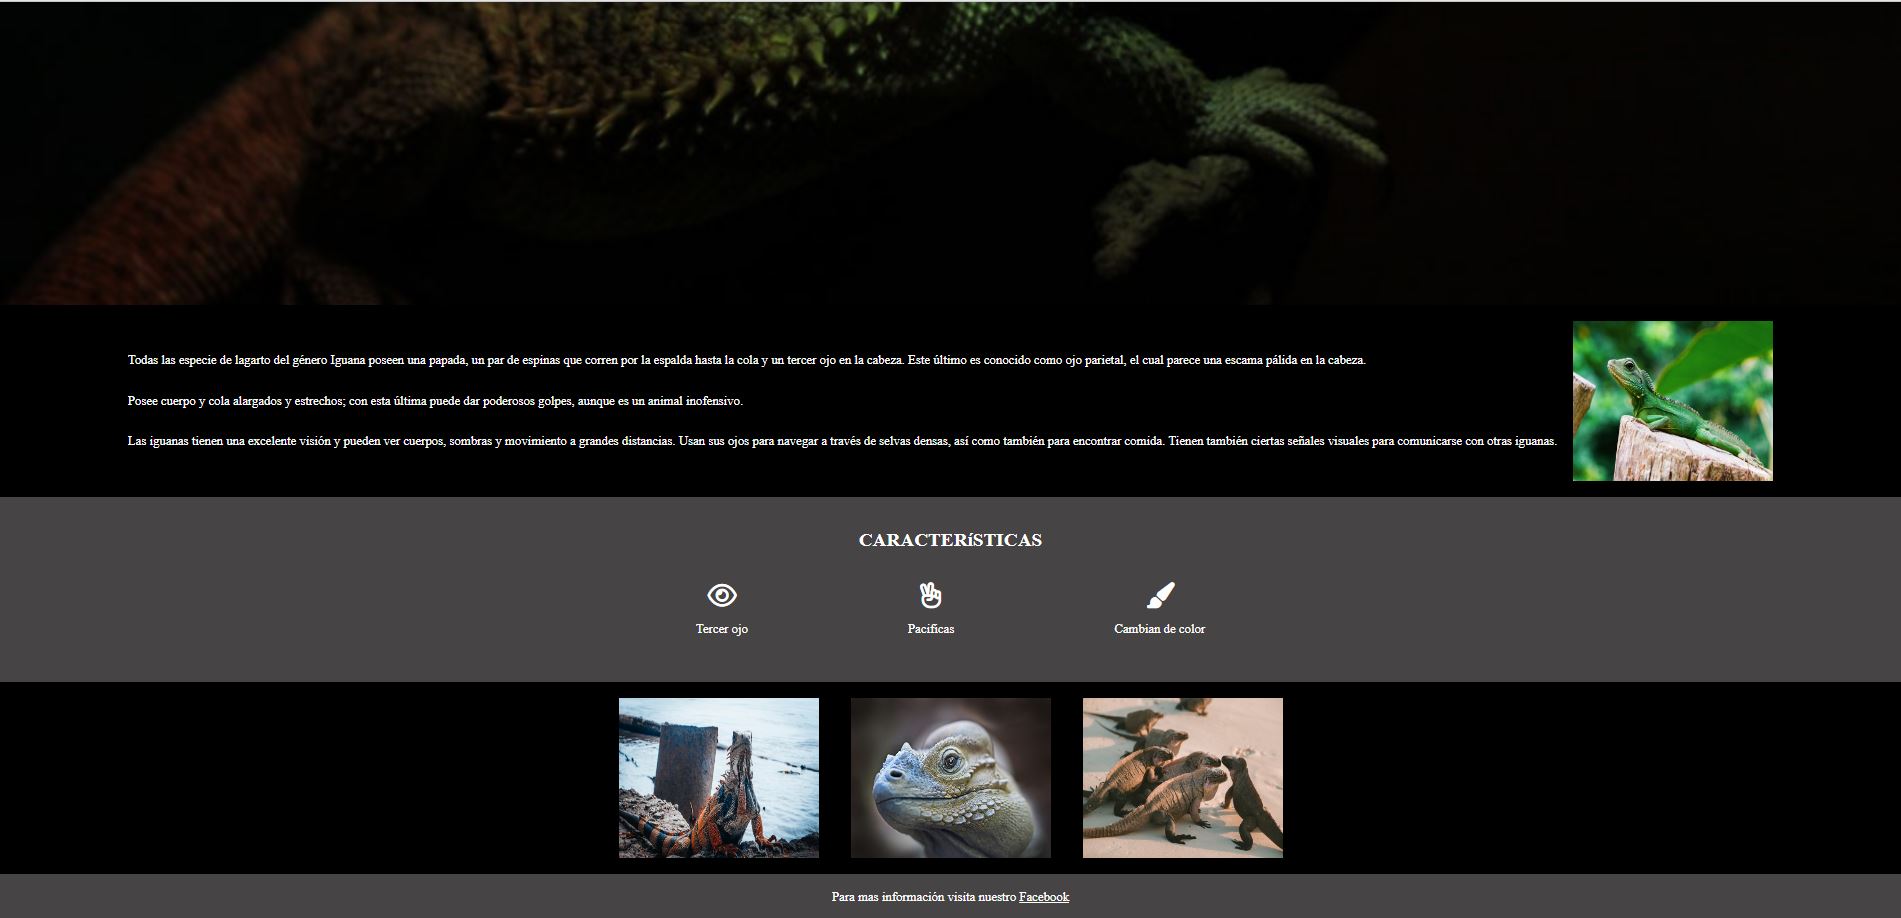 Todas las especie de lagarto del género Iguana poseen una papada, un par de espinas que corren por la espalda hasta la cola y un tercer ojo en la cabeza. Este último es conocido como ojo parietal, el cual parece una escama pálida en la cabeza.
Posee cuerpo y cola alargados y estrechos; con esta última puede dar poderosos golpes, aunque es un animal inofensivo.
Las iguanas tienen una excelente visión y pueden ver cuerpos, sombras y movimiento a grandes distancias. Usan sus ojos para navegar a través de selvas densas, así como también para encontrar comida. Tienen también ciertas señales visuales para comunicarse con otras iguanas.
CARACTERíSTICAS
Tercer ojo
Pacificas
Cambian de color
Para mas información visita nuestro Facebook